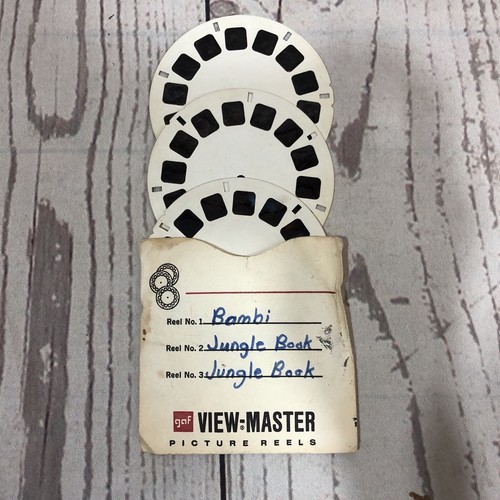 Reel No. 1 Bambi
Reel No. 2 Jungle Book
Reel No. 3 Jungle Book
gaf VIEW-MASTER®
PICTURE REELS